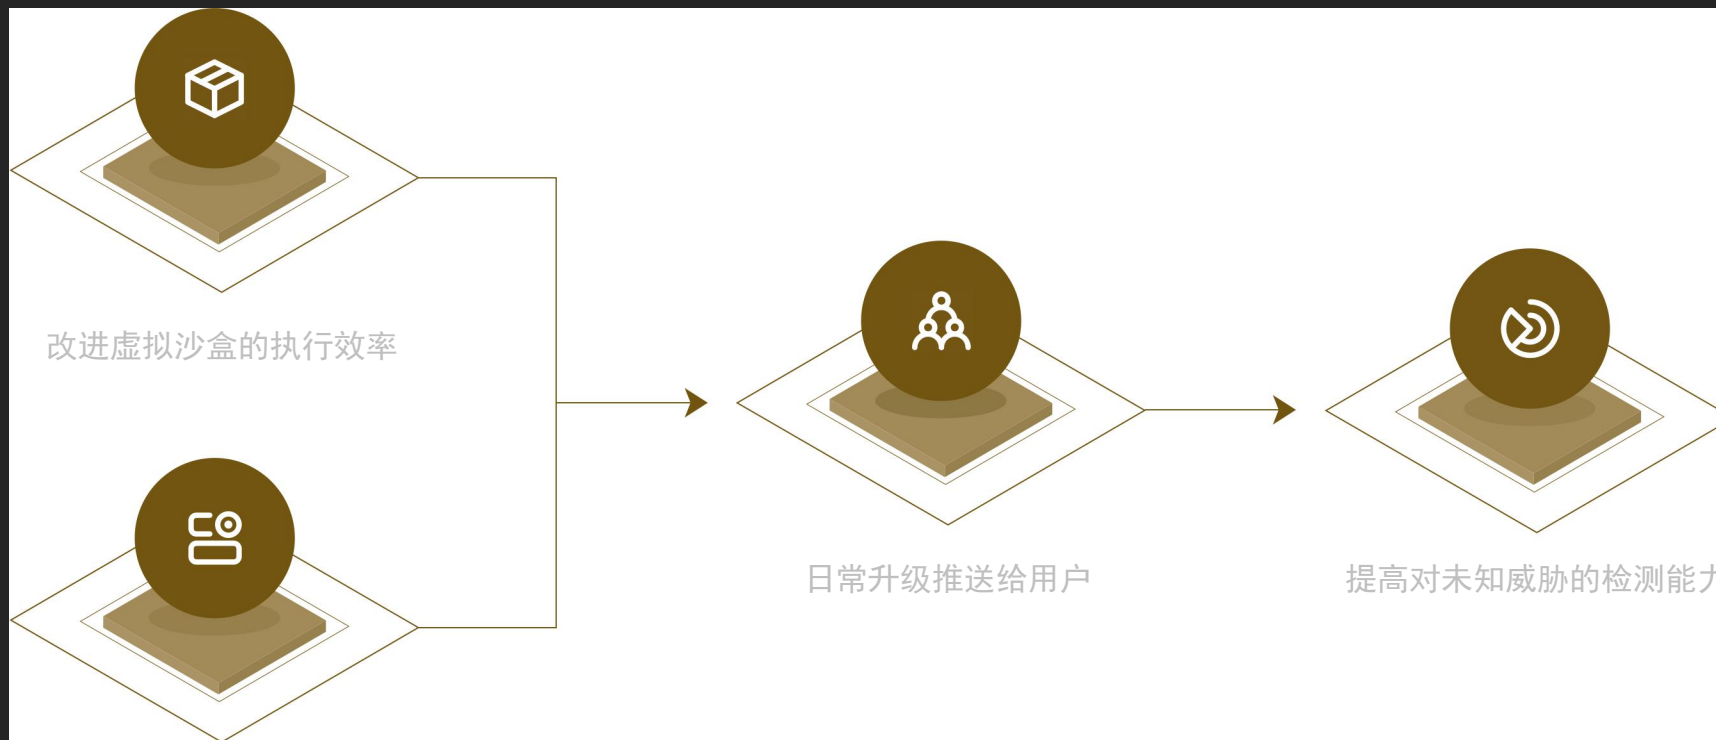 改进虚拟沙盒的执行效率
日常升级推送给用户
提高对未知威胁的检测能力